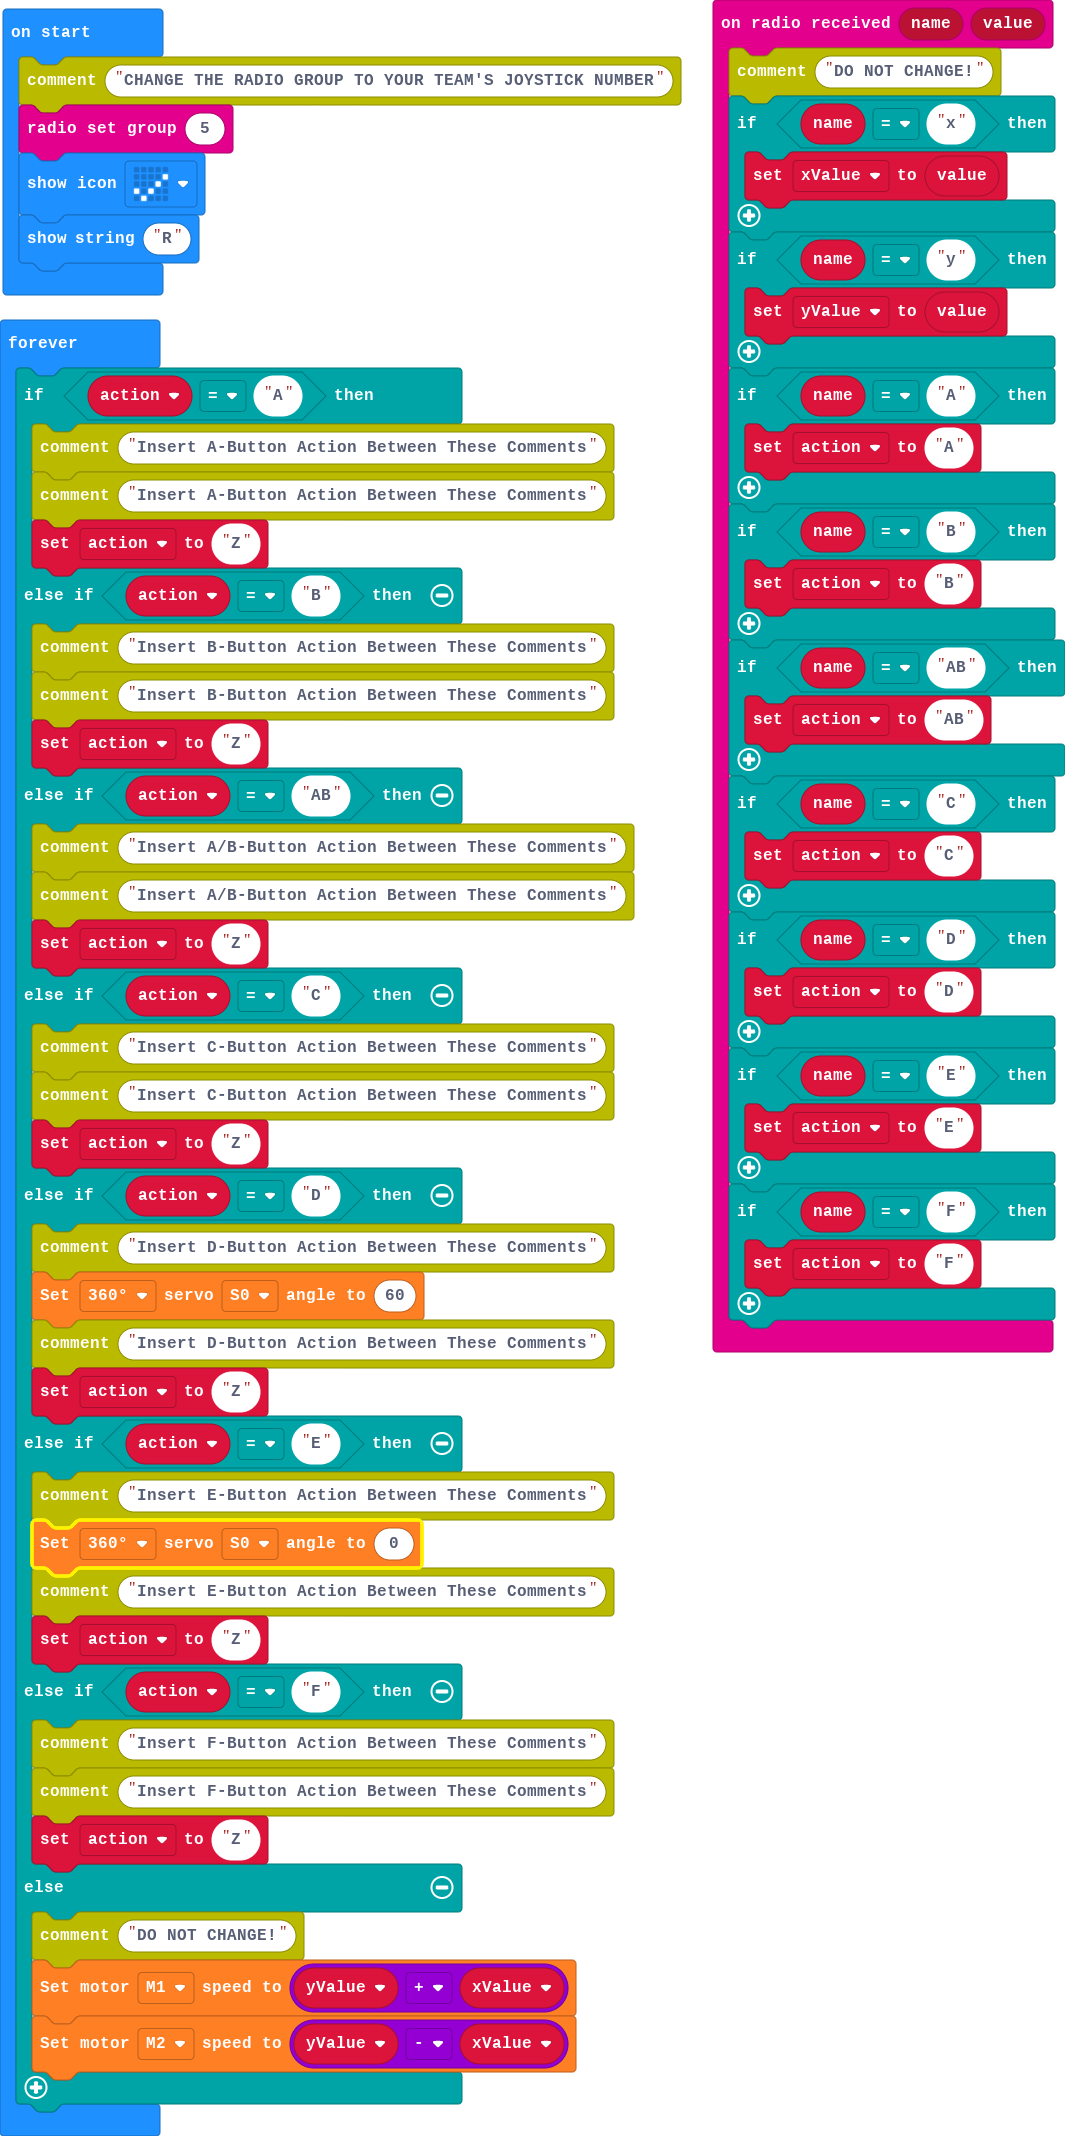 on start
comment "CHANGE THE RADIO GROUP TO YOUR TEAM'S JOYSTICK NUMBER"
radio set group 5
show icon
show string "R"
forever
if action = "A" then
comment "Insert A-Button Action Between These Comments"
comment "Insert A-Button Action Between These Comments"
set action to "Z"
else if action = "B" then
comment "Insert B-Button Action Between These Comments"
comment "Insert B-Button Action Between These Comments"
set action to "Z"
else if action = "AB" then
comment "Insert A/B-Button Action Between These Comments"
comment "Insert A/B-Button Action Between These Comments"
set action to "Z"
else if action = "C" then
comment "Insert C-Button Action Between These Comments"
comment "Insert C-Button Action Between These Comments"
set action to "Z"
else if action = "D" then
comment "Insert D-Button Action Between These Comments"
Set 360° servo S0 angle to 60
comment "Insert D-Button Action Between These Comments"
set action to "Z"
else if action = "E" then
comment "Insert E-Button Action Between These Comments"
Set 360° servo S0 angle to 0
comment "Insert E-Button Action Between These Comments"
set action to "Z"
else if action = "F" then
comment "Insert F-Button Action Between These Comments"
comment "Insert F-Button Action Between These Comments"
set action to "Z"
else
comment "DO NOT CHANGE!"
Set motor M1 speed to yValue + xValue
Set motor M2 speed to yValue - xValue
on radio received name value
comment "DO NOT CHANGE!"
if name = "x" then
set xValue to value
if name = "y" then
set yValue to value
if name = "A" then
set action to "A"
if name = "B" then
set action to "B"
if name = "AB" then
set action to "AB"
if name = "C" then
set action to "C"
if name = "D" then
set action to "D"
if name = "E" then
set action to "E"
if name = "F" then
set action to "F"